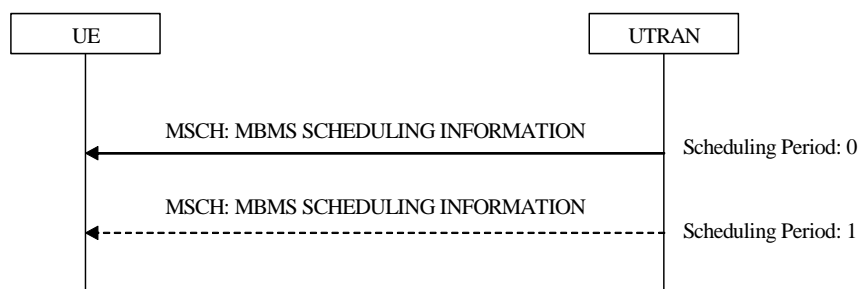 UE
UTRAN
MSCH: MBMS SCHEDULING INFORMATION
Scheduling Period: 0
MSCH: MBMS SCHEDULING INFORMATION
Scheduling Period: 1